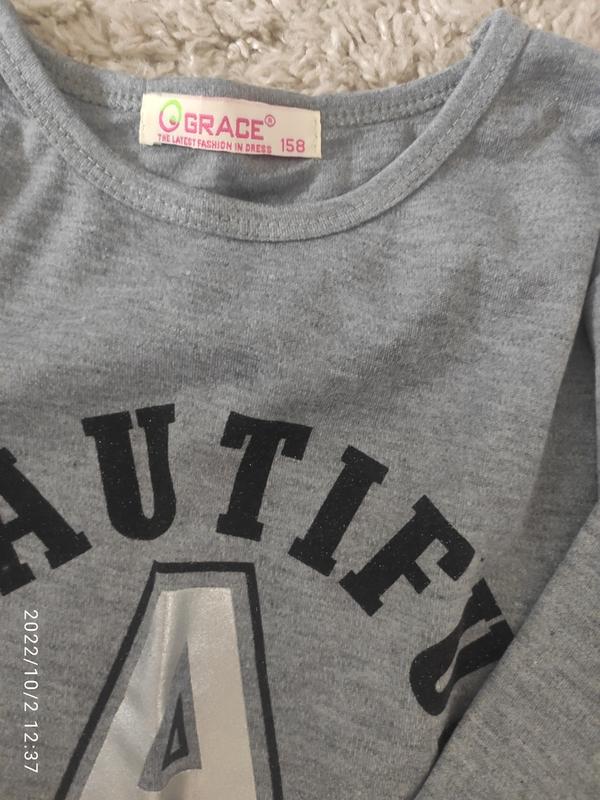 GRACE®
THE LATEST FASHION IN DRESS 158
AUTIFU
A
2022/10/2 12:37